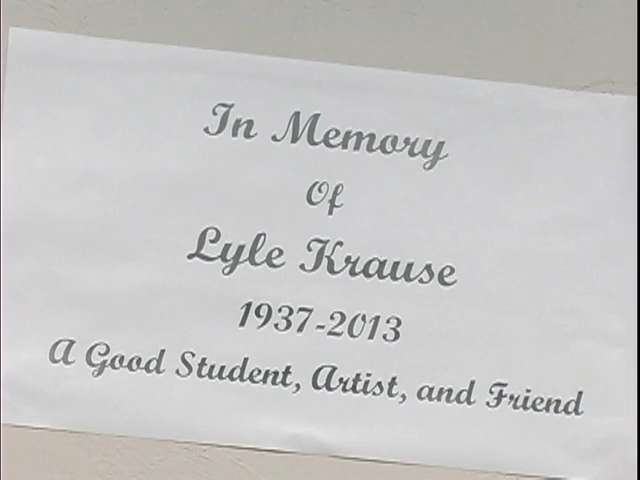 In Memory
Of
Lyle Krause
1937-2013
A Good Student, Artist, and Friend